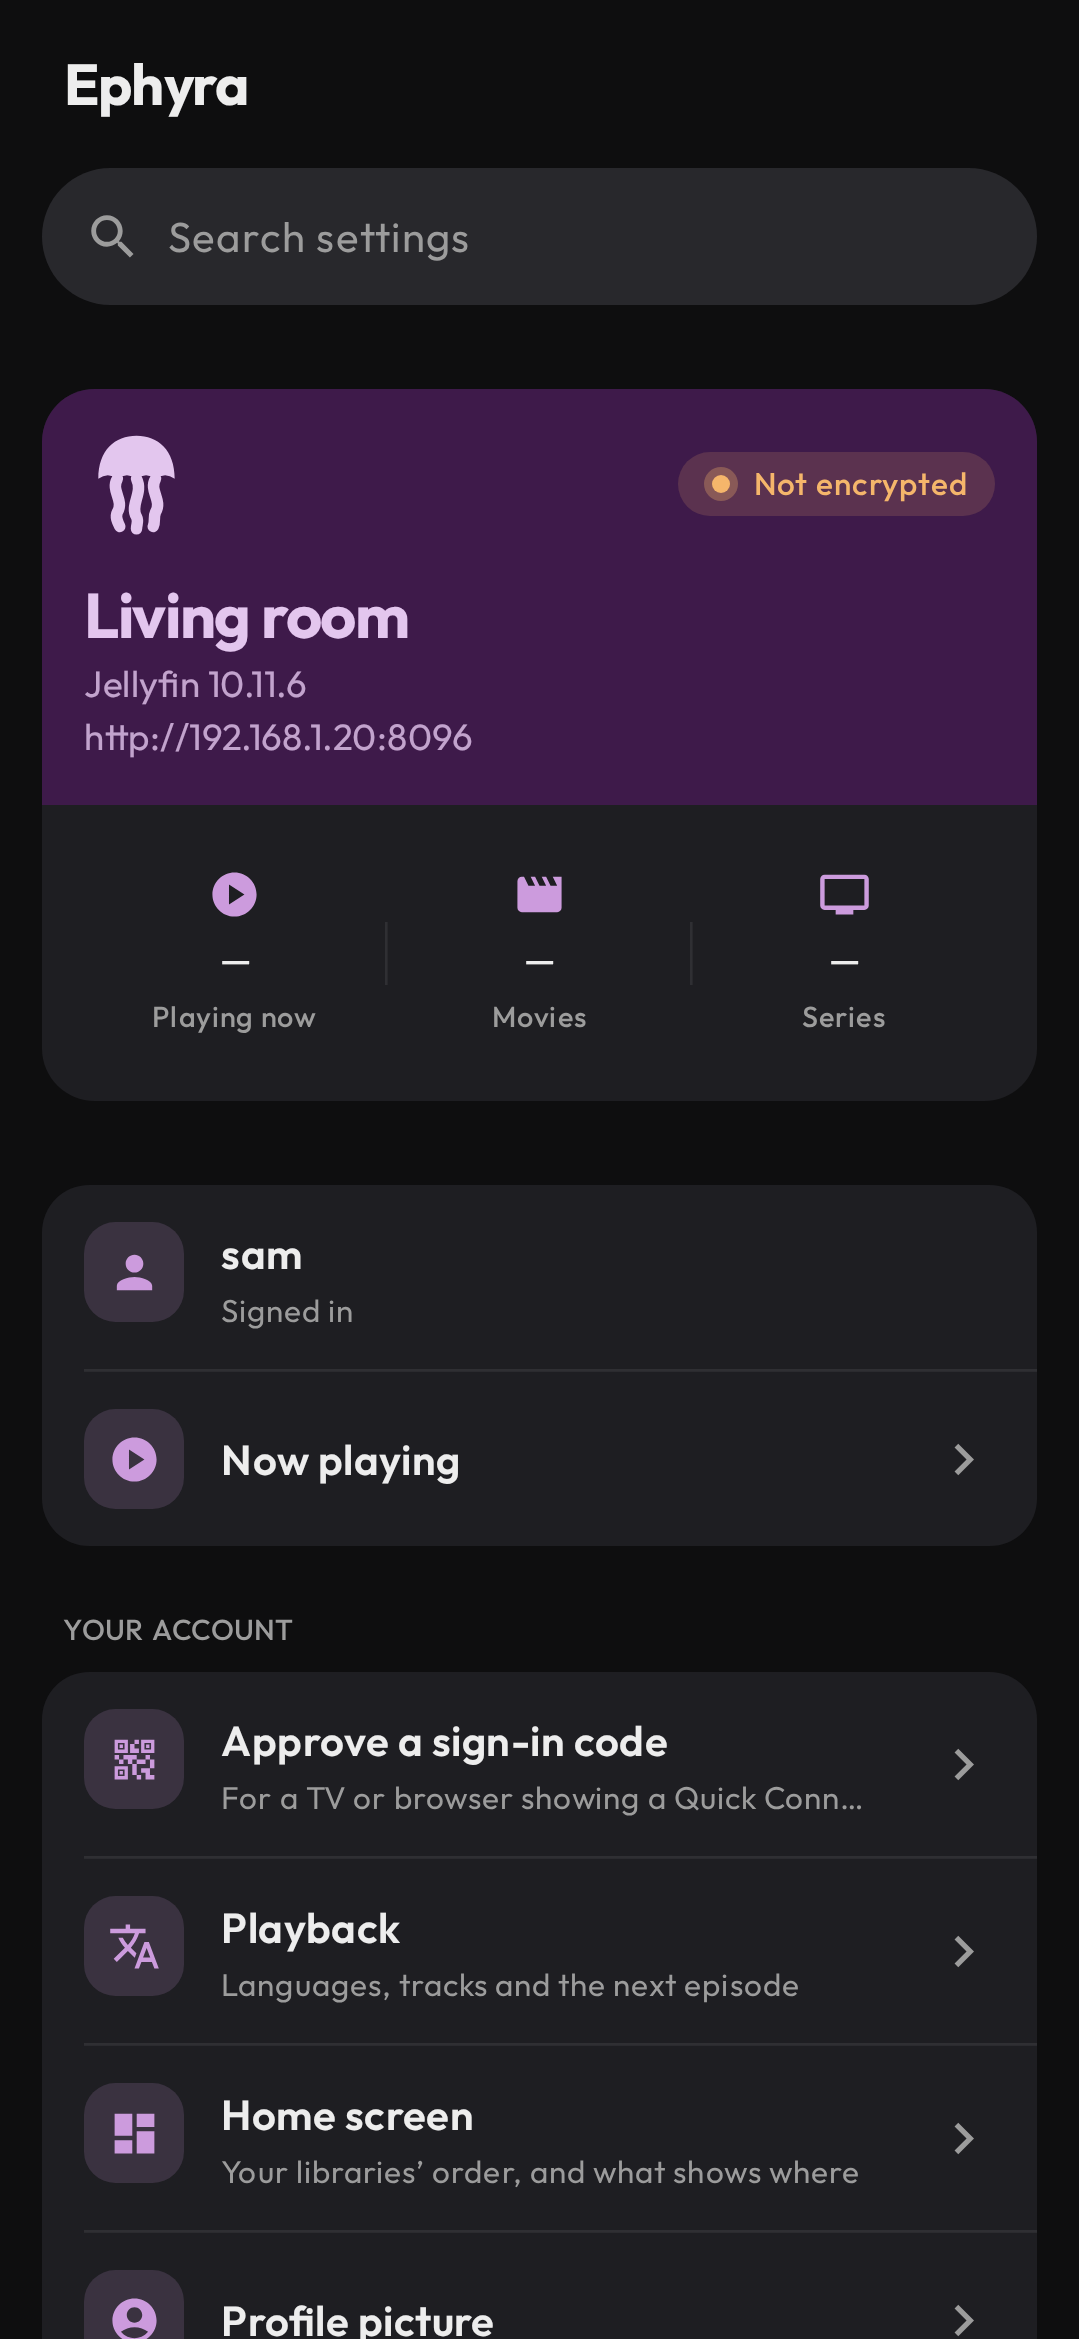 Ephyra
Search settings
Not encrypted
Living room
Jellyfin 10.11.6
http://192.168.1.20:8096
— — —
Playing now Movies Series
sam
Signed in
Now playing
YOUR ACCOUNT
Approve a sign-in code
For a TV or browser showing a Quick Conn…
Playback
Languages, tracks and the next episode
Home screen
Your libraries’ order, and what shows where
Profile picture